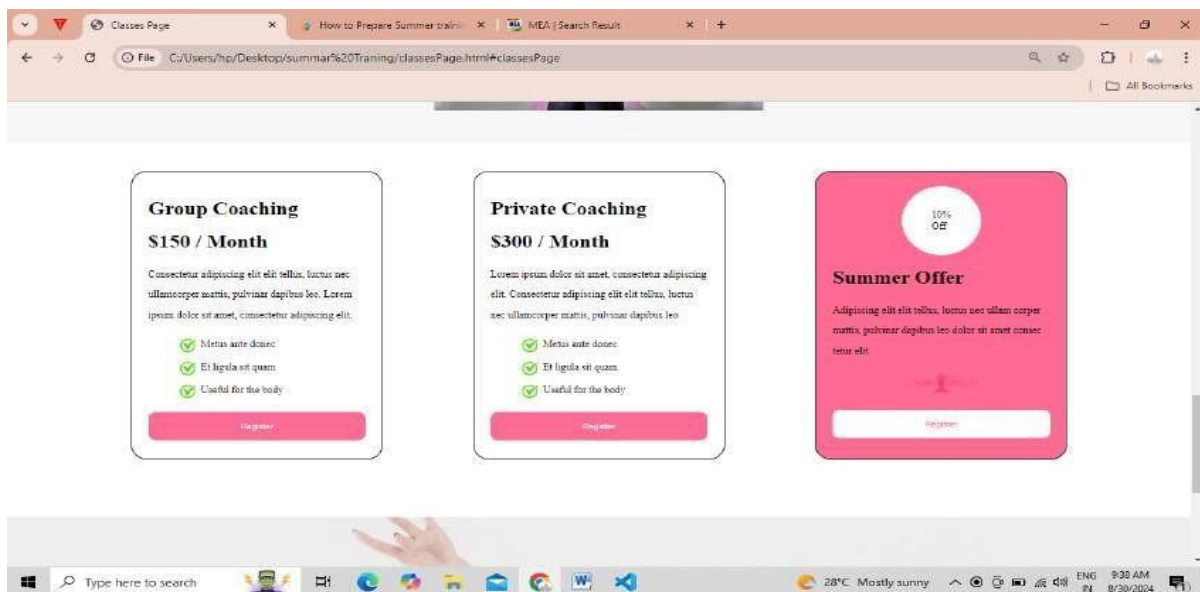 Classes Page
How to Prepare Summer traini
MEA | Search Result
File C:/Users/hp/Desktop/summar%20Traning/classesPage.html#classesPage
All Bookmarks
Group Coaching
$150 / Month
Consectetur adipiscing elit elit tellus, luctus nec
ullamcorper mattis, pulvinar dapibus leo. Lorem
ipsum dolor sit amet, consectetur adipiscing elit.
Metus ante donec
Et ligula sit quam
Useful for the body
Register
Private Coaching
$300 / Month
Lorem ipsum dolor sit amet, consectetur adipiscing
elit. Consectetur adipiscing elit elit tellus, luctus
nec ullamcorper mattis, pulvinar dapibus leo
Metus ante donec
Et ligula sit quam
Useful for the body
Register
10%
Off
Summer Offer
Adipiscing elit elit tellus, luctus nec ullam corper
mattis, pulvinar dapibus leo dolor sit amet consec
tetur elit.
Register
Type here to search
28°C Mostly sunny
ENG
IN
9:38 AM
8/30/2024